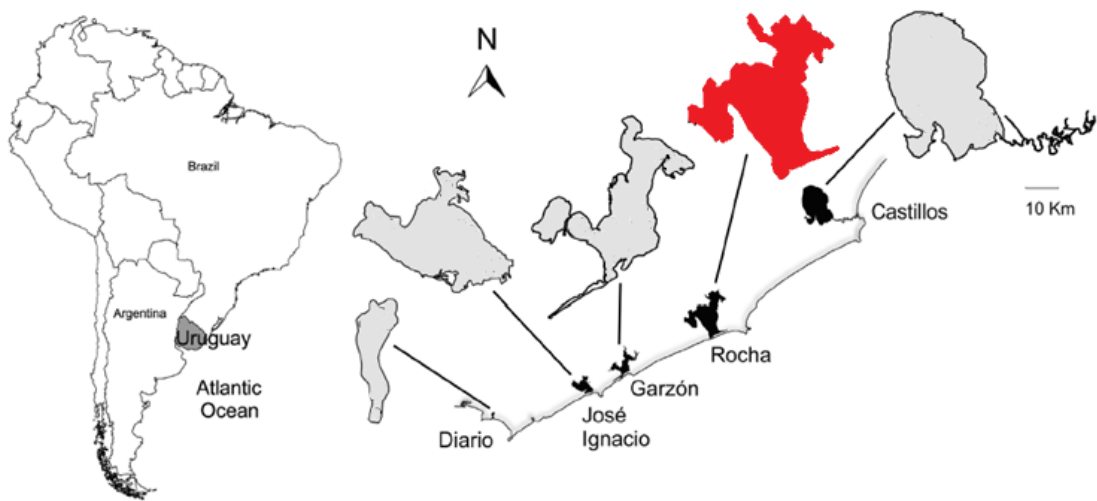 N
Brazil
Argentina
Uruguay
Atlantic
Ocean
Castillos
10 Km
Rocha
Garzón
José
Ignacio
Diario